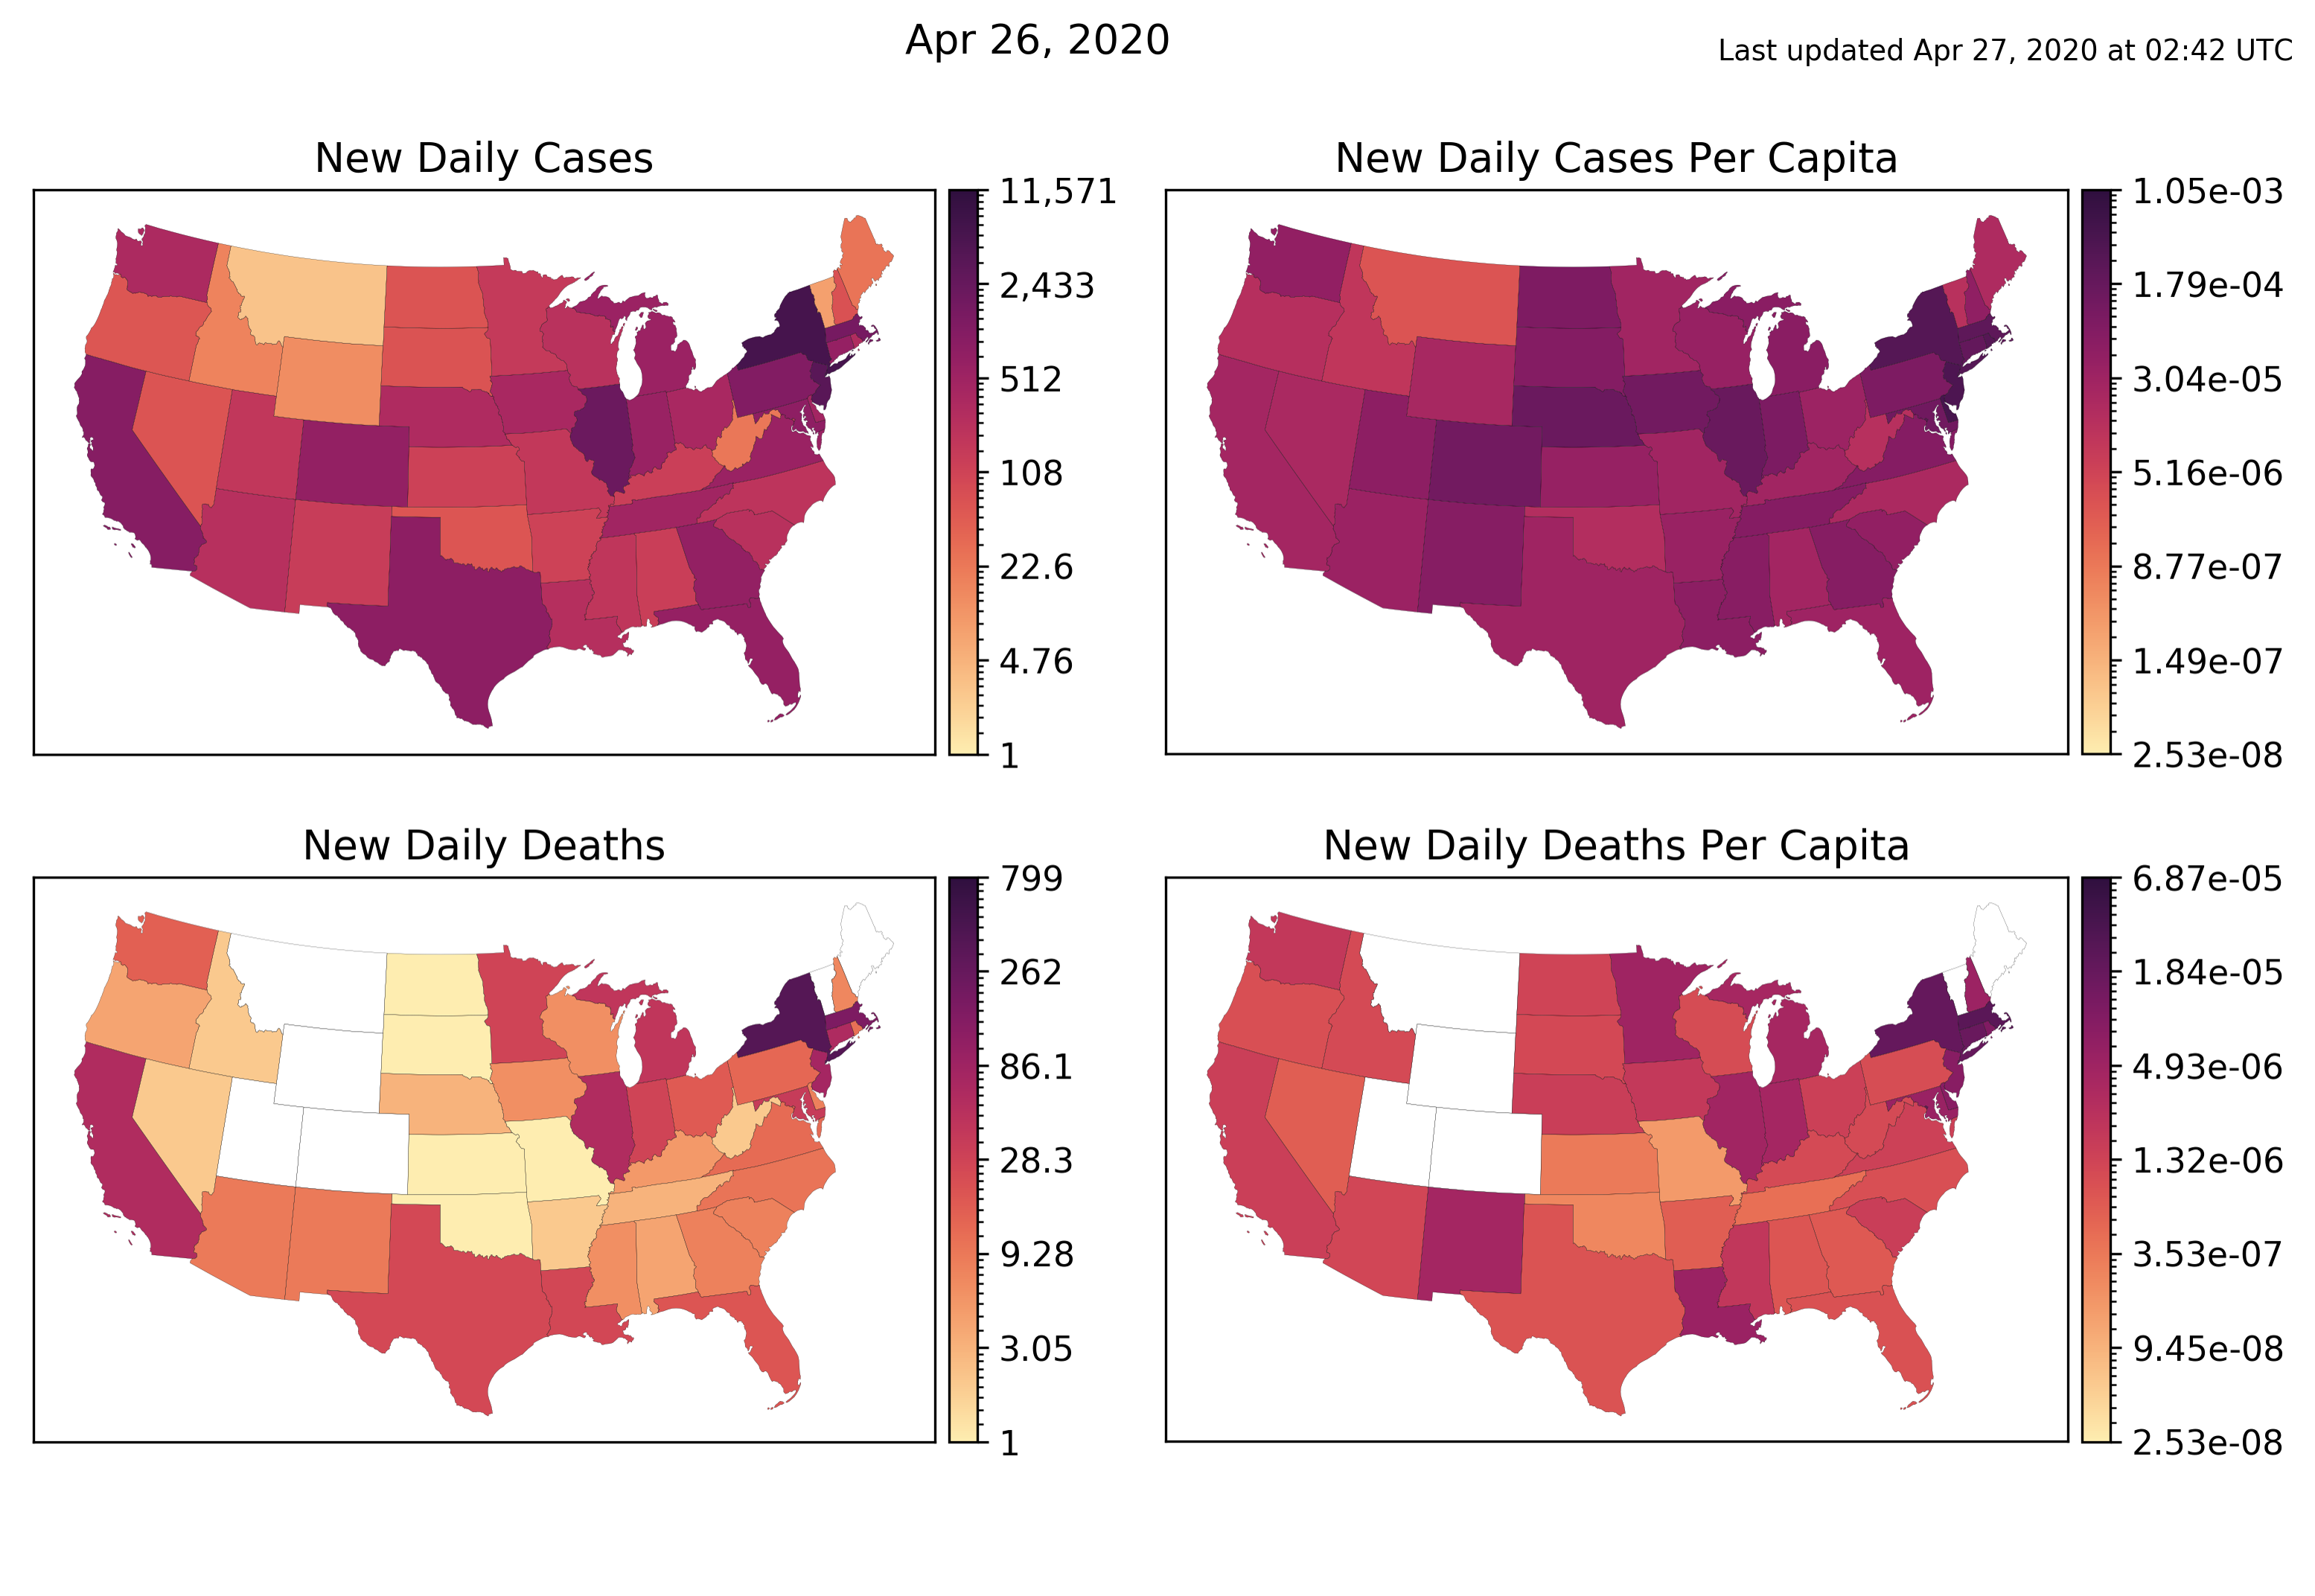 Apr 26, 2020
Last updated Apr 27, 2020 at 02:42 UTC
New Daily Cases
11,571
2,433
512
108
22.6
4.76
1
New Daily Cases Per Capita
1.05e-03
1.79e-04
3.04e-05
5.16e-06
8.77e-07
1.49e-07
2.53e-08
New Daily Deaths
799
262
86.1
28.3
9.28
3.05
1
New Daily Deaths Per Capita
6.87e-05
1.84e-05
4.93e-06
1.32e-06
3.53e-07
9.45e-08
2.53e-08